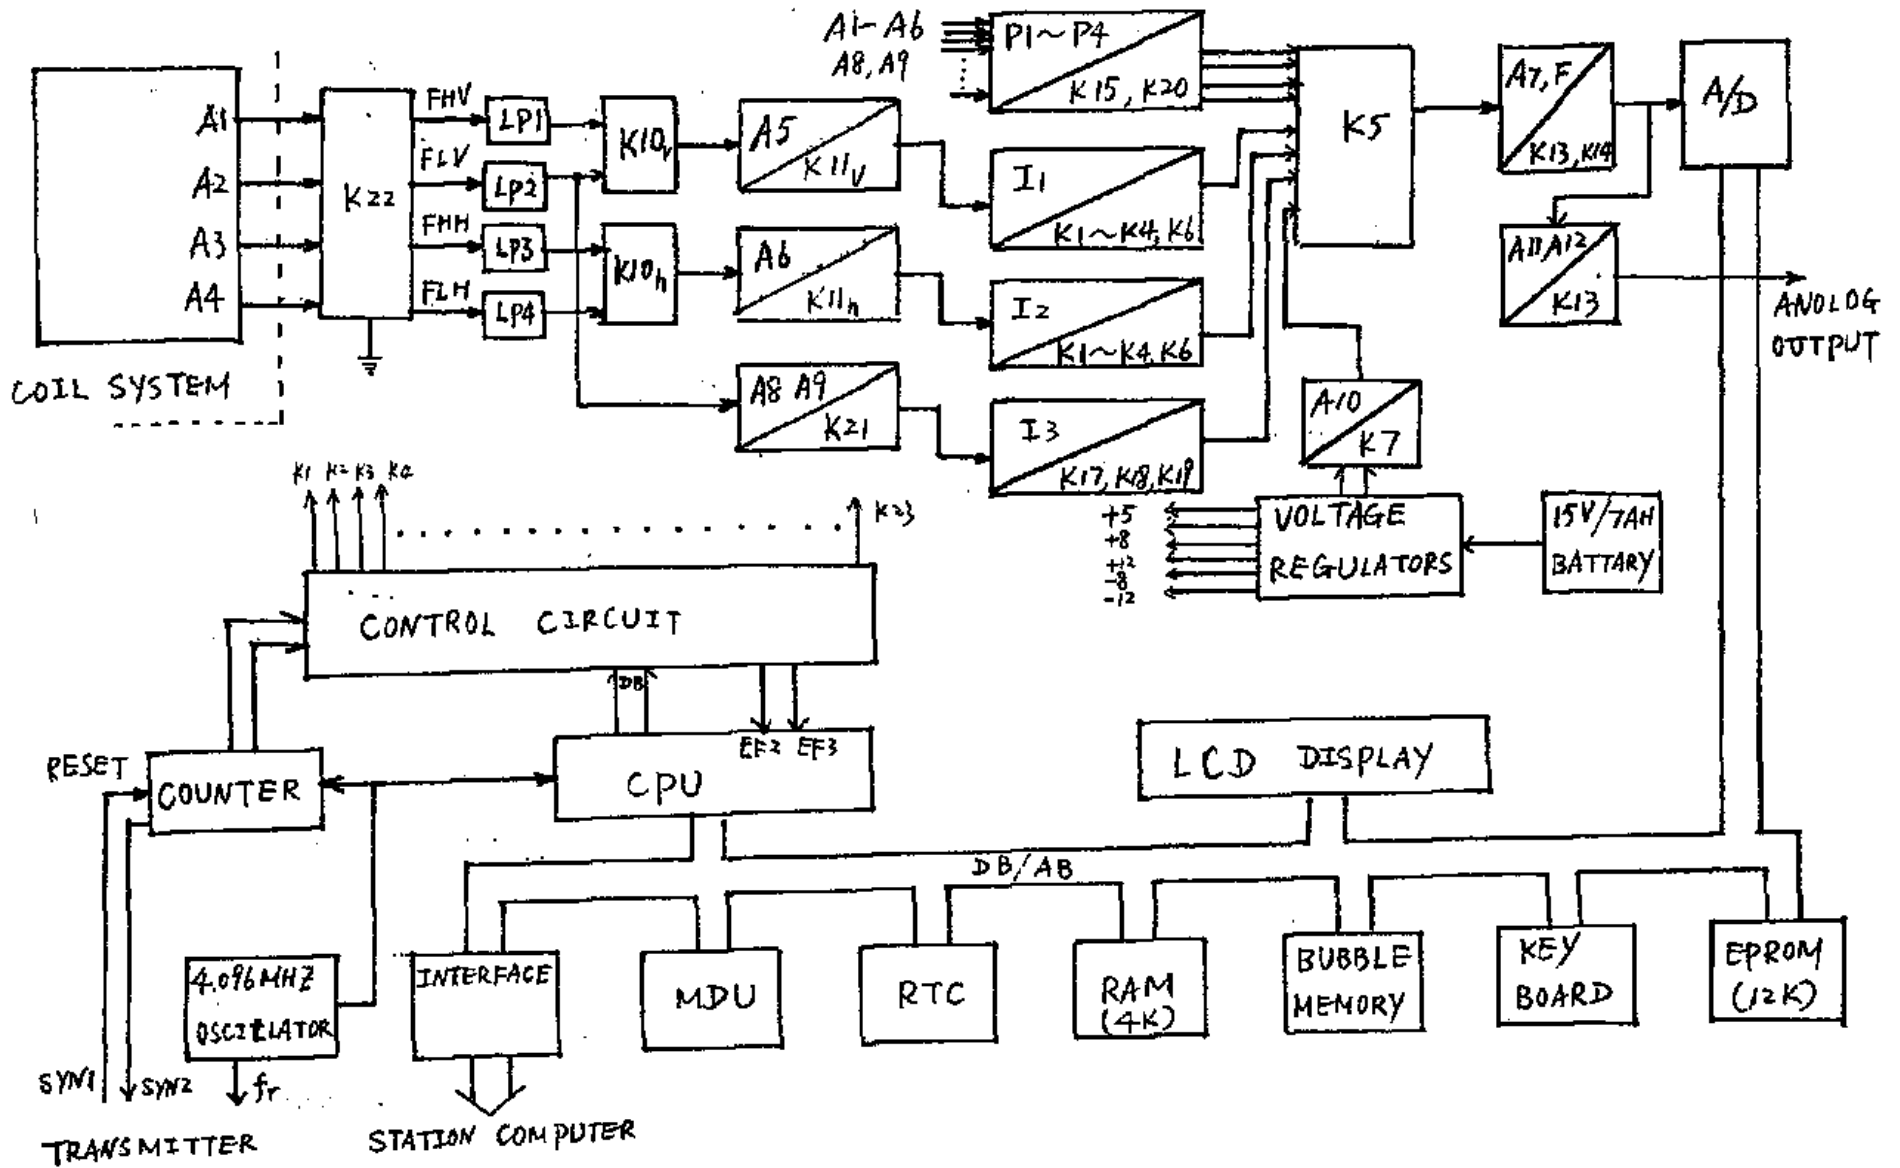 A1~A6
A8, A9
P1~P4
K15, K20
A1
A2
A3
A4
COIL SYSTEM
K22
FHV
FLV
FHH
FLH
LP1
LP2
LP3
LP4
K10v
K10h
A5
K11v
A6
K11h
A8 A9
K21
I1
K1~K4, K6
I2
K1~K4, K6
I3
K17, K18, K19
K5
A7, F
K13, K14
A/D
A11, A12
K13
ANOLOG
OUTPUT
A10
K7
K1 K2 K3 K4
K23
+5
+8
+12
-8
-12
VOLTAGE
REGULATORS
15V/7AH
BATTARY
CONTROL CIRCUIT
DB
EF2 EF3
CPU
RESET
COUNTER
LCD DISPLAY
DB/AB
4.096MHZ
OSCILLATOR
fr
SYN1
SYN2
TRANSMITTER
INTERFACE
STATION COMPUTER
MDU
RTC
RAM
(4K)
BUBBLE
MEMORY
KEY
BOARD
EPROM
(12K)